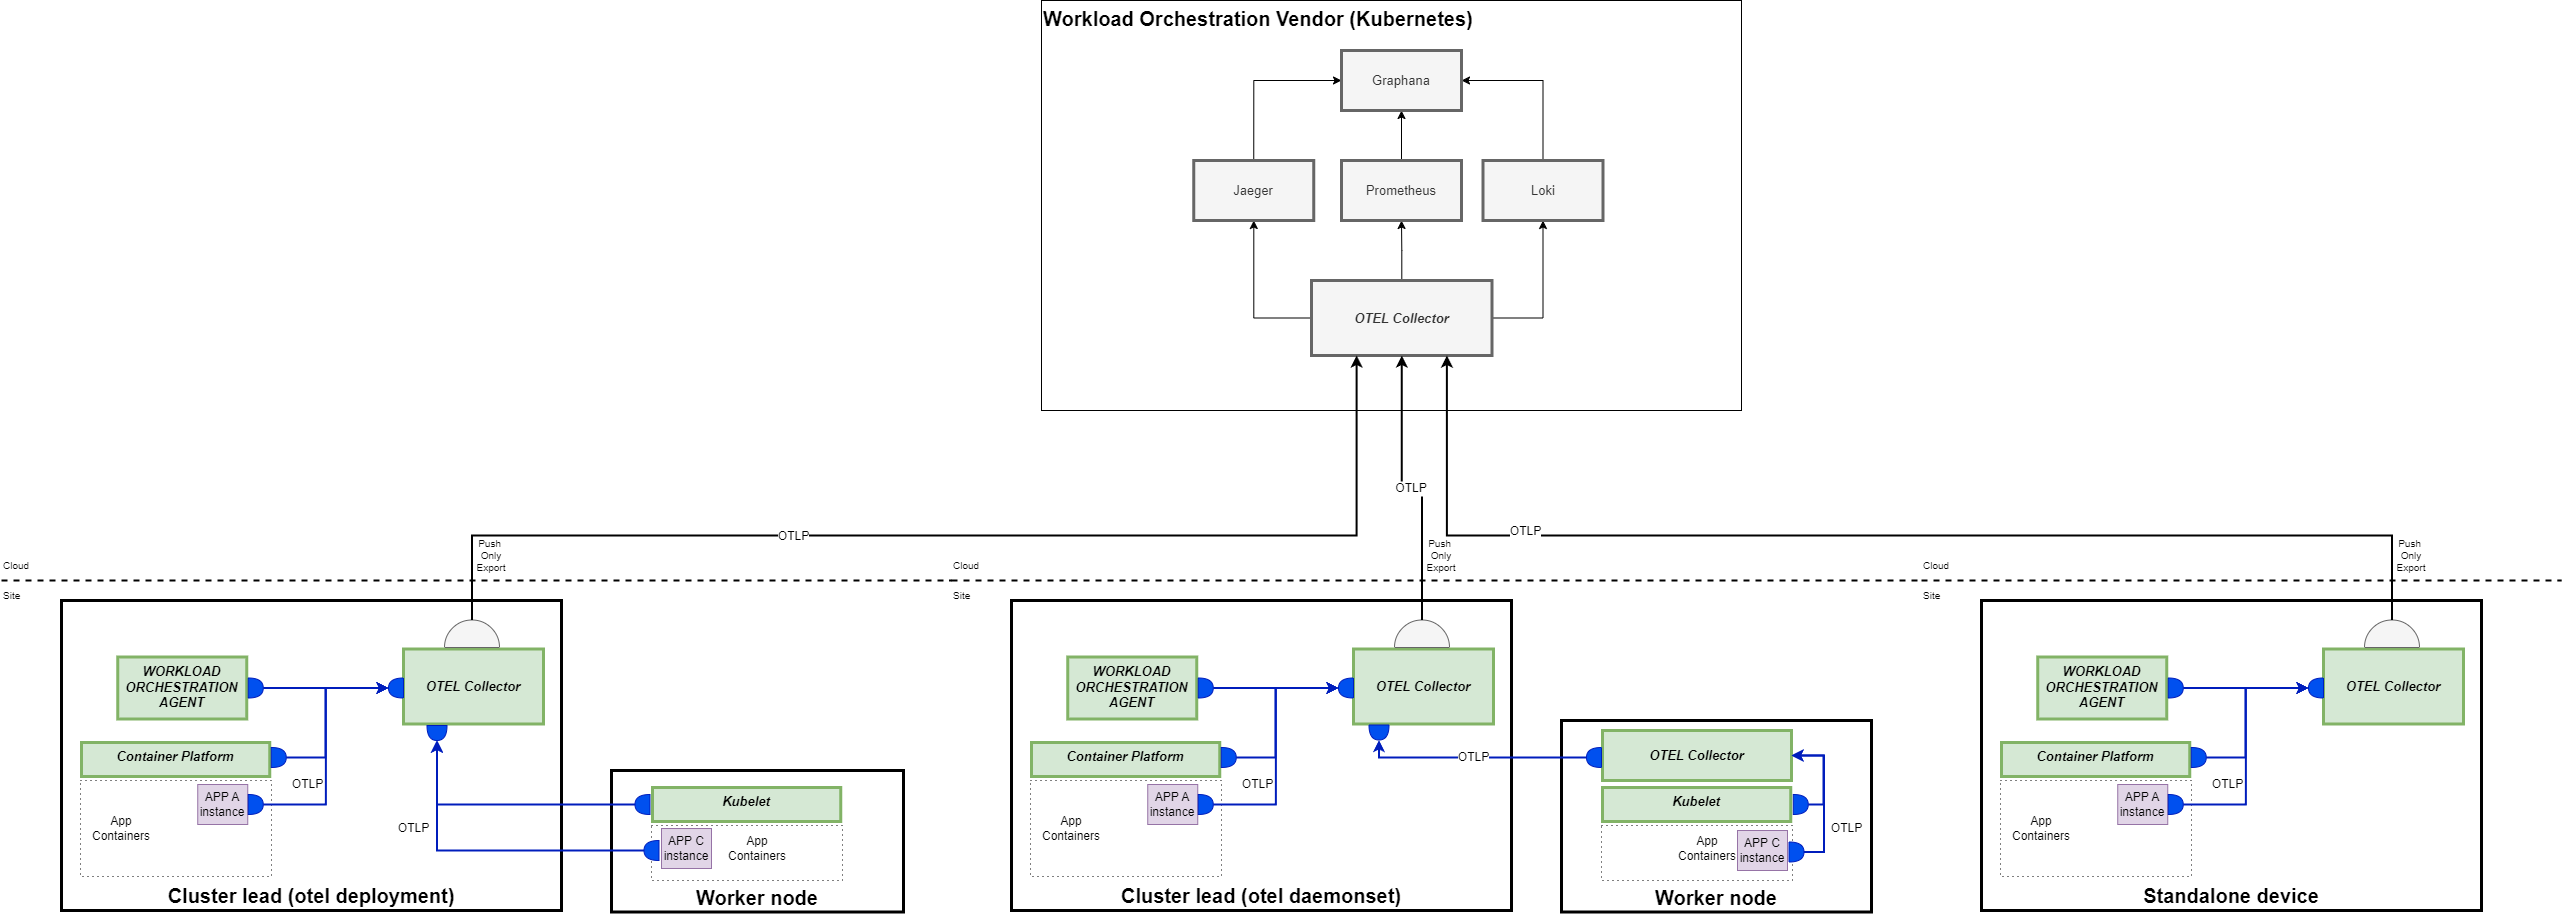 Workload Orchestration Vendor (Kubernetes)
Graphana
Jaeger
Prometheus
Loki
OTEL Collector
OTLP
OTLP
OTLP
Push
Only
Export
Push
Only
Export
Push
Only
Export
Cloud
Cloud
Cloud
Site
Site
Site
WORKLOAD
ORCHESTRATION
AGENT
OTEL Collector
Container Platform
OTLP
APP A
instance
App
Containers
OTLP
Cluster lead (otel deployment)
Kubelet
APP C
instance
App
Containers
Worker node
WORKLOAD
ORCHESTRATION
AGENT
OTEL Collector
Container Platform
OTLP
APP A
instance
App
Containers
Cluster lead (otel daemonset)
OTLP
OTEL Collector
Kubelet
OTLP
App
Containers
APP C
instance
Worker node
WORKLOAD
ORCHESTRATION
AGENT
OTEL Collector
Container Platform
OTLP
APP A
instance
App
Containers
Standalone device